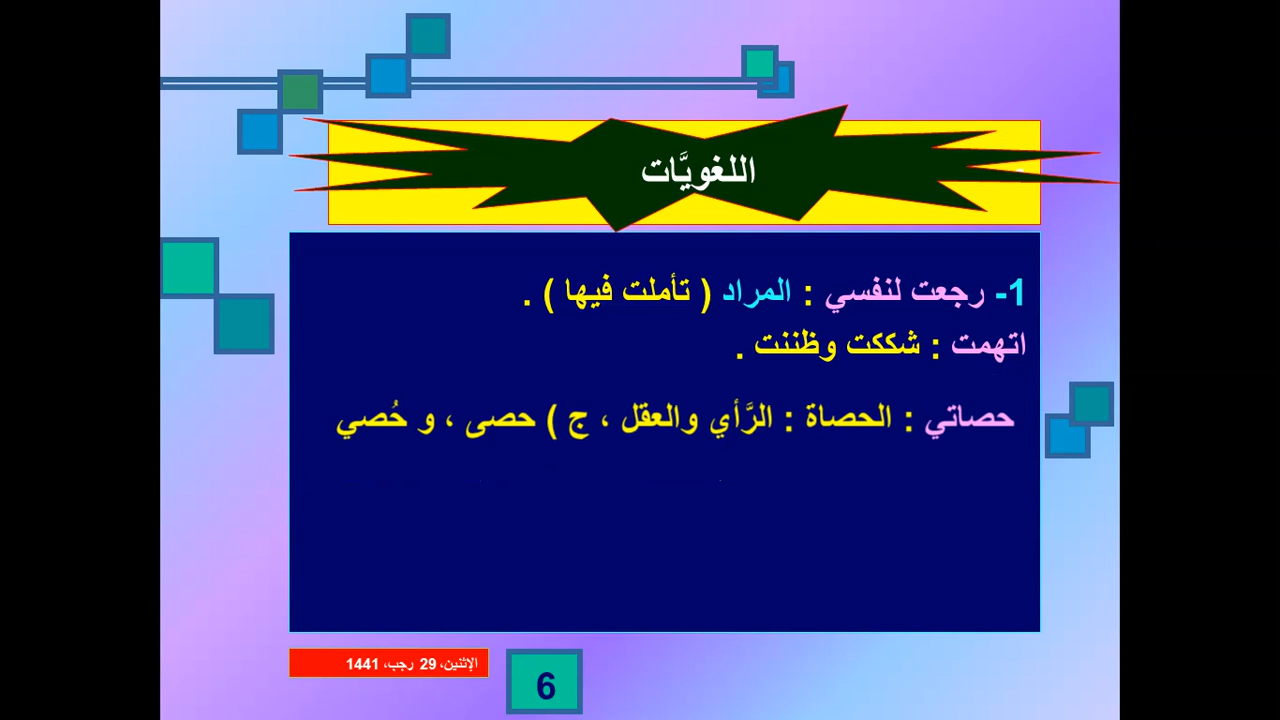 اللغويَّات
1- رجعت لنفسي : المراد ( تأملت فيها ) .
اتهمت : شككت وظننت .
حصاتي : الحصاة : الرَّأي والعقل ، ج ) حصى ، و حُصي
الإثنين، 29 رجب، 1441
6